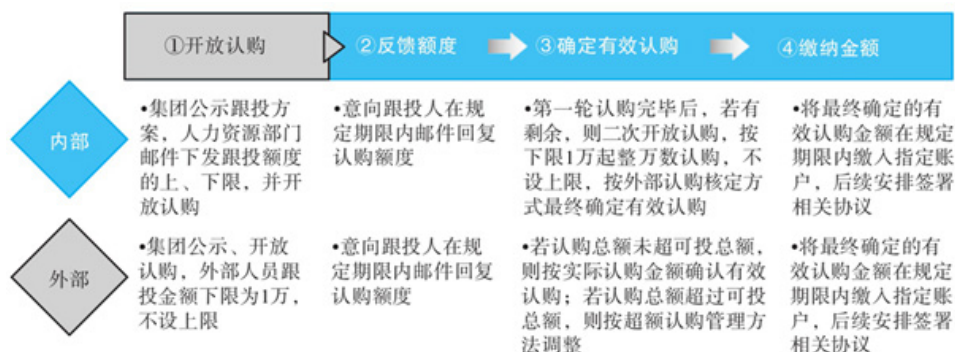 ①开放认购
②反馈额度
③确定有效认购
④缴纳金额
内部
•集团公示跟投方
案，人力资源部门
邮件下发跟投额度
的上、下限，并开
放认购
•意向跟投人在规
定期限内邮件回复
认购额度
•第一轮认购完毕后，若有
剩余，则二次开放认购，按
下限1万起整万数认购，不
设上限，按外部认购核定方
式最终确定有效认购
•将最终确定的有
效认购金额在规定
期限内缴入指定账
户，后续安排签署
相关协议
外部
•集团公示、开放
认购，外部人员跟
投金额下限为1万，
不设上限
•意向跟投人在规
定期限内邮件回复
认购额度
•若认购总额未超可投总额，
则按实际认购金额确认有效
认购；若认购总额超过可投
总额，则按超额认购管理方
法调整
•将最终确定的有
效认购金额在规定
期限内缴入指定账
户，后续安排签署
相关协议